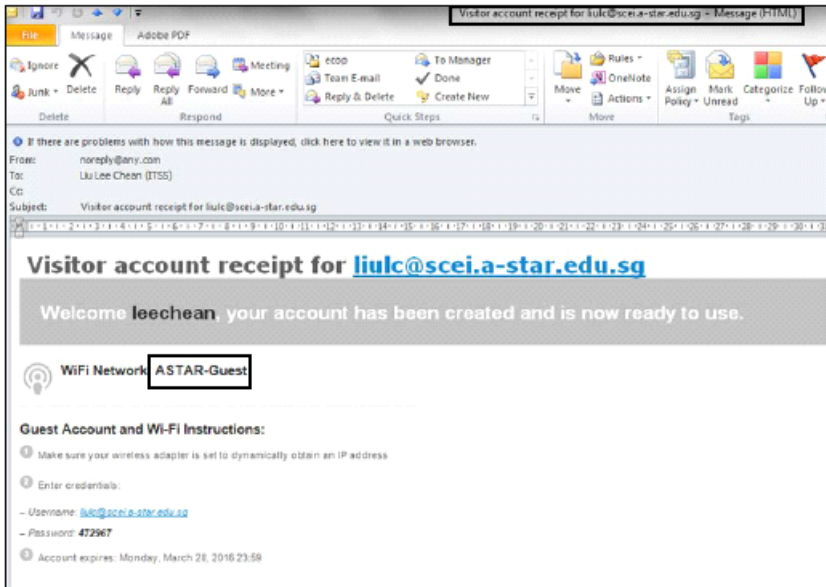 Visitor account receipt for liulc@scei.a-star.edu.sg - Message (HTML)
File Message Adobe PDF
Ignore Delete Reply Reply All Forward Meeting ecoo To Manager Move Rules OneNote Assign Policy Mark Unread Categorize Follow Up
Junk More Team E-mail Done Actions
Reply & Delete Create New
Delete Respond Quick Steps Move Tags
If there are problems with how this message is displayed, click here to view it in a web browser.
From: noreply@any.com
To: Liu Lee Chean (ITSS)
Cc:
Subject: Visitor account receipt for liulc@scei.a-star.edu.sg
Visitor account receipt for liulc@scei.a-star.edu.sg
Welcome leechean, your account has been created and is now ready to use.
WiFi Network ASTAR-Guest
Guest Account and Wi-Fi Instructions:
1 Make sure your wireless adapter is set to dynamically obtain an IP address
2 Enter credentials:
– Username: liulc@scei.a-star.edu.sg
– Password: 472967
3 Account expires: Monday, March 28, 2016 23:59